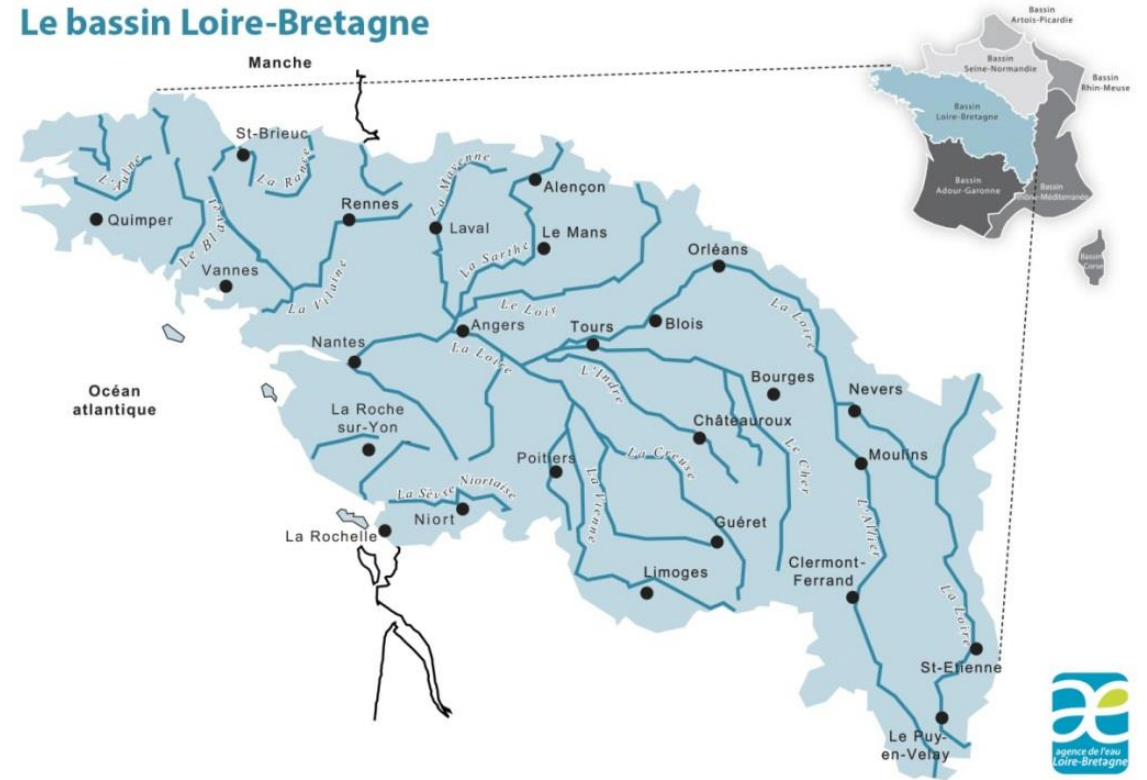 Le bassin Loire-Bretagne
Manche
Bassin
Artois-Picardie
Bassin
Seine-Normandie
Bassin
Rhin-Meuse
Bassin
Loire-Bretagne
Bassin
Adour-Garonne
Bassin
Rhône-Méditerranée
Bassin
Corse
St-Brieuc
L'Aulne
La Rance
Quimper
Le Blavet
Vannes
Rennes
La Vilaine
La Mayenne
Laval
Alençon
Le Mans
La Sarthe
Le Loir
Orléans
La Loire
Angers
Tours
Blois
Nantes
La Loire
L'Indre
Bourges
Nevers
Océan
atlantique
La Roche
sur-Yon
Châteauroux
Moulins
Poitiers
La Creuse
Le Cher
La Sèvse Niortaise
Niort
La Vienne
L'Allier
La Rochelle
Guéret
Limoges
Clermont-
Ferrand
La Loire
St-Etienne
Le Puy-
en-Velay
agence de l'eau
Loire-Bretagne